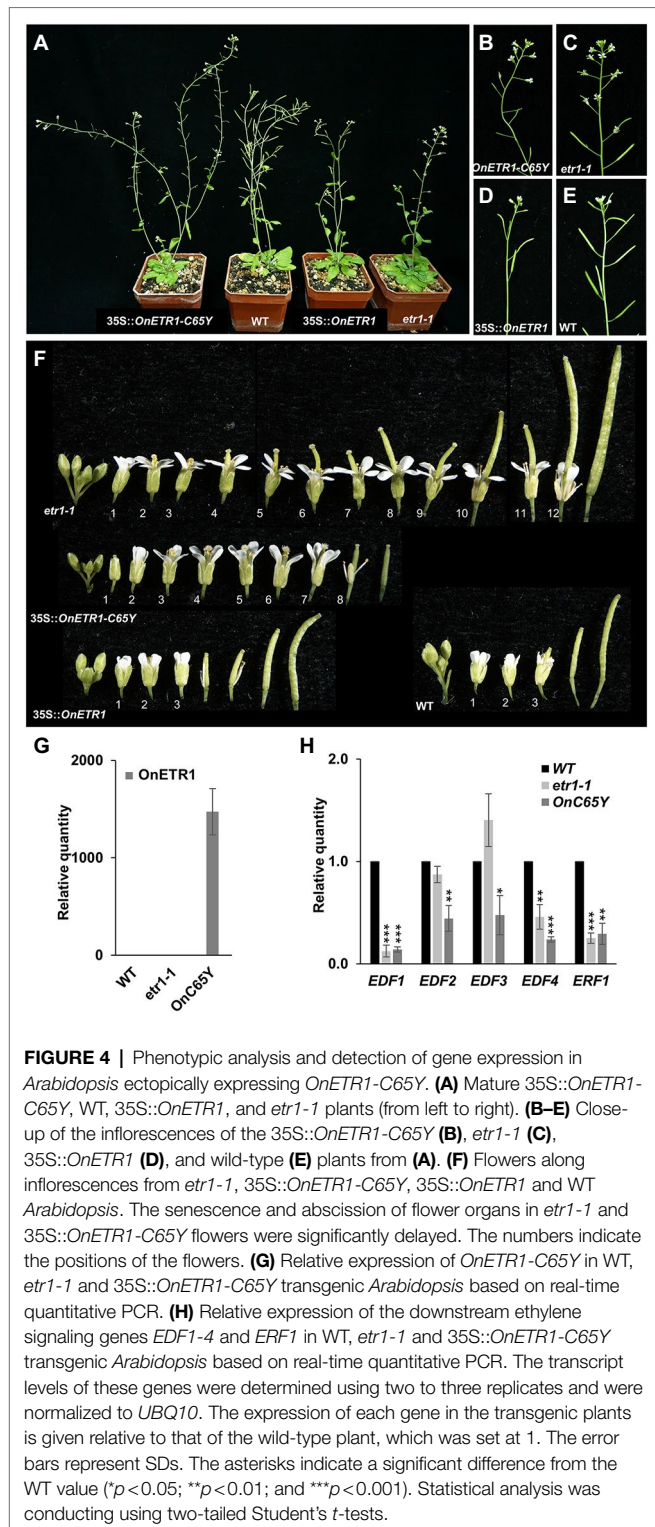 A
B
C
OnETR1-C65Y
etr1-1
D
E
35S::OnETR1-C65Y WT 35S::OnETR1 etr1-1
35S::OnETR1
WT
F
etr1-1
1 2 3 4 5 6 7 8 9 10 11 12
1 2 3 4 5 6 7 8
35S::OnETR1-C65Y
1 2 3
35S::OnETR1
1 2 3
WT
G
2000
1000
0
Relative quantity
OnETR1
WT
etr1-1
OnC65Y
H
2.0
1.0
0.0
Relative quantity
WT
etr1-1
OnC65Y
*** ***
**
*
** ***
*** **
EDF1 EDF2 EDF3 EDF4 ERF1
FIGURE 4 | Phenotypic analysis and detection of gene expression in
Arabidopsis ectopically expressing OnETR1-C65Y. (A) Mature 35S::OnETR1-
C65Y, WT, 35S::OnETR1, and etr1-1 plants (from left to right). (B–E) Close-
up of the inflorescences of the 35S::OnETR1-C65Y (B), etr1-1 (C),
35S::OnETR1 (D), and wild-type (E) plants from (A). (F) Flowers along
inflorescences from etr1-1, 35S::OnETR1-C65Y, 35S::OnETR1 and WT
Arabidopsis. The senescence and abscission of flower organs in etr1-1 and
35S::OnETR1-C65Y flowers were significantly delayed. The numbers indicate
the positions of the flowers. (G) Relative expression of OnETR1-C65Y in WT,
etr1-1 and 35S::OnETR1-C65Y transgenic Arabidopsis based on real-time
quantitative PCR. (H) Relative expression of the downstream ethylene
signaling genes EDF1-4 and ERF1 in WT, etr1-1 and 35S::OnETR1-C65Y
transgenic Arabidopsis based on real-time quantitative PCR. The transcript
levels of these genes were determined using two to three replicates and were
normalized to UBQ10. The expression of each gene in the transgenic plants
is given relative to that of the wild-type plant, which was set at 1. The error
bars represent SDs. The asterisks indicate a significant difference from the
WT value (*p<0.05; **p<0.01; and ***p<0.001). Statistical analysis was
conducting using two-tailed Student's t-tests.